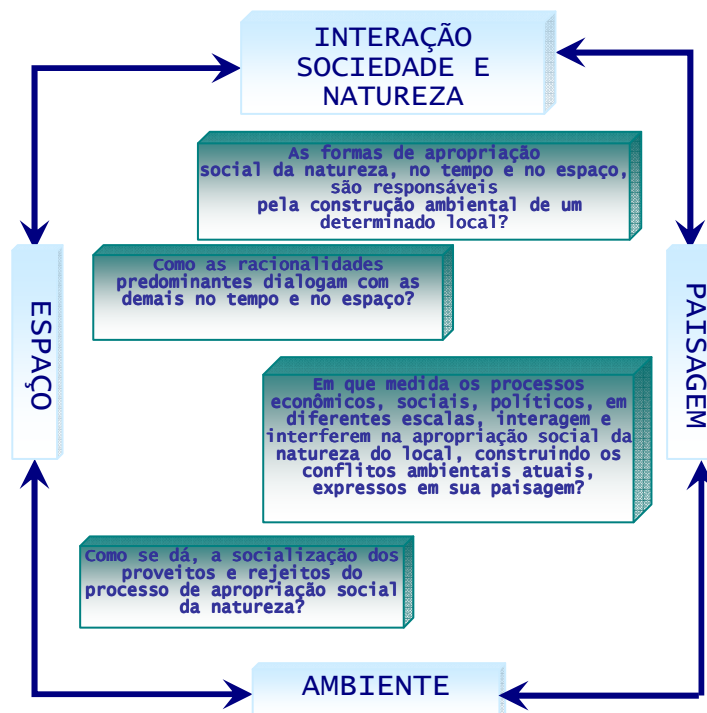 INTERAÇÃO
SOCIEDADE E
NATUREZA
As formas de apropriação
social da natureza, no tempo e no espaço,
são responsáveis
pela construção ambiental de um
determinado local?
Como as racionalidades
predominantes dialogam com as
demais no tempo e no espaço?
ESPAÇO
PAISAGEM
Em que medida os processos
econômicos, sociais, políticos, em
diferentes escalas, interagem e
interferem na apropriação social da
natureza do local, construindo os
conflitos ambientais atuais,
expressos em sua paisagem?
Como se dá, a socialização dos
proveitos e rejeitos do
processo de apropriação social
da natureza?
AMBIENTE